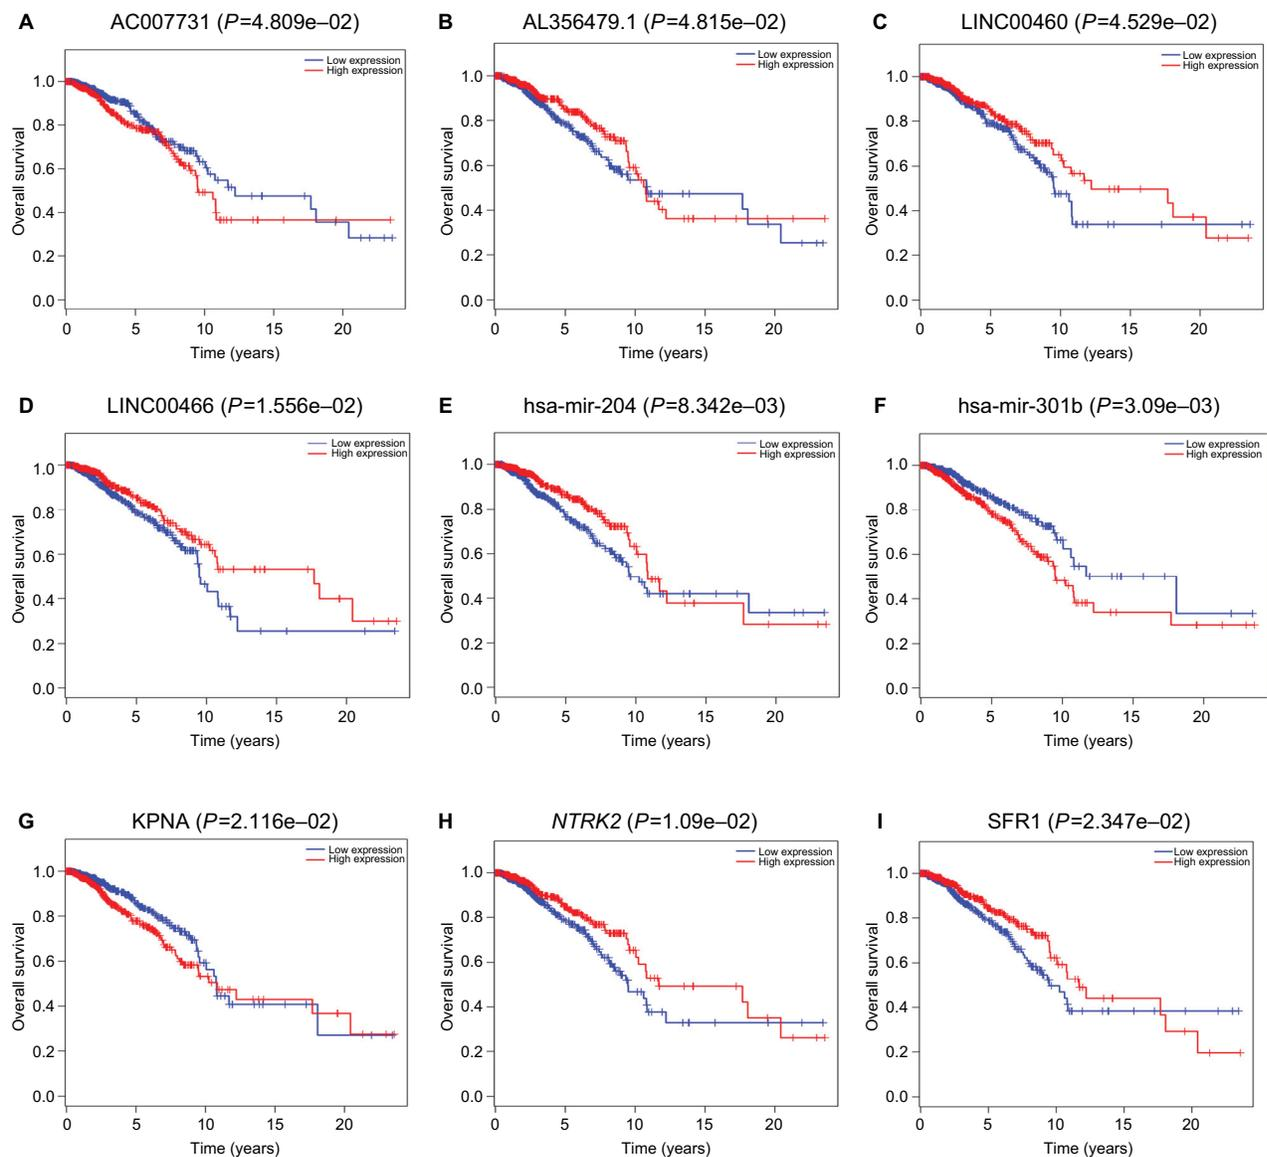 A AC007731 (P=4.809e–02)
Low expression
High expression
Overall survival
1.0
0.8
0.6
0.4
0.2
0.0
0 5 10 15 20
Time (years)
B AL356479.1 (P=4.815e–02)
Low expression
High expression
Overall survival
1.0
0.8
0.6
0.4
0.2
0.0
0 5 10 15 20
Time (years)
C LINC00460 (P=4.529e–02)
Low expression
High expression
Overall survival
1.0
0.8
0.6
0.4
0.2
0.0
0 5 10 15 20
Time (years)
D LINC00466 (P=1.556e–02)
Low expression
High expression
Overall survival
1.0
0.8
0.6
0.4
0.2
0.0
0 5 10 15 20
Time (years)
E hsa-mir-204 (P=8.342e–03)
Low expression
High expression
Overall survival
1.0
0.8
0.6
0.4
0.2
0.0
0 5 10 15 20
Time (years)
F hsa-mir-301b (P=3.09e–03)
Low expression
High expression
Overall survival
1.0
0.8
0.6
0.4
0.2
0.0
0 5 10 15 20
Time (years)
G KPNA (P=2.116e–02)
Low expression
High expression
Overall survival
1.0
0.8
0.6
0.4
0.2
0.0
0 5 10 15 20
Time (years)
H NTRK2 (P=1.09e–02)
Low expression
High expression
Overall survival
1.0
0.8
0.6
0.4
0.2
0.0
0 5 10 15 20
Time (years)
I SFR1 (P=2.347e–02)
Low expression
High expression
Overall survival
1.0
0.8
0.6
0.4
0.2
0.0
0 5 10 15 20
Time (years)